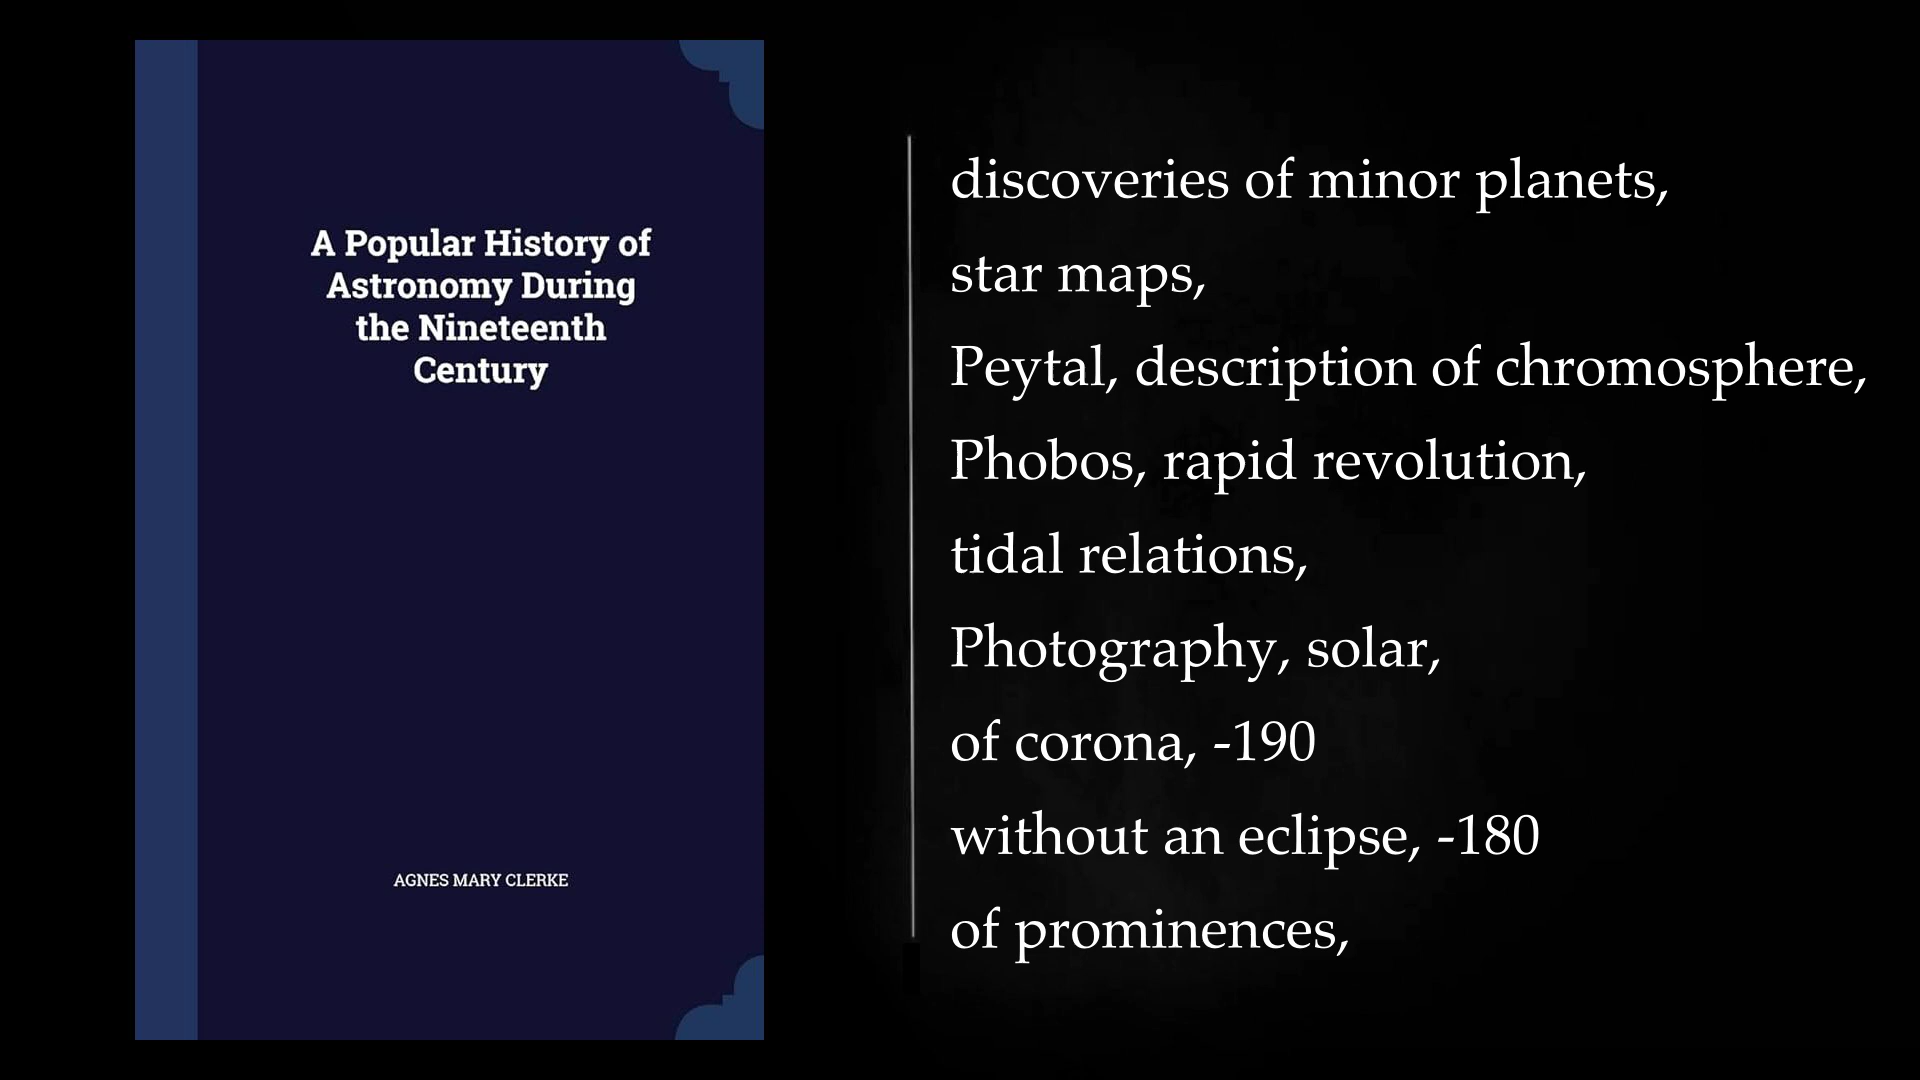 A Popular History of
Astronomy During
the Nineteenth
Century
AGNES MARY CLERKE
discoveries of minor planets,
star maps,
Peytal, description of chromosphere,
Phobos, rapid revolution,
tidal relations,
Photography, solar,
of corona, -190
without an eclipse, -180
of prominences,